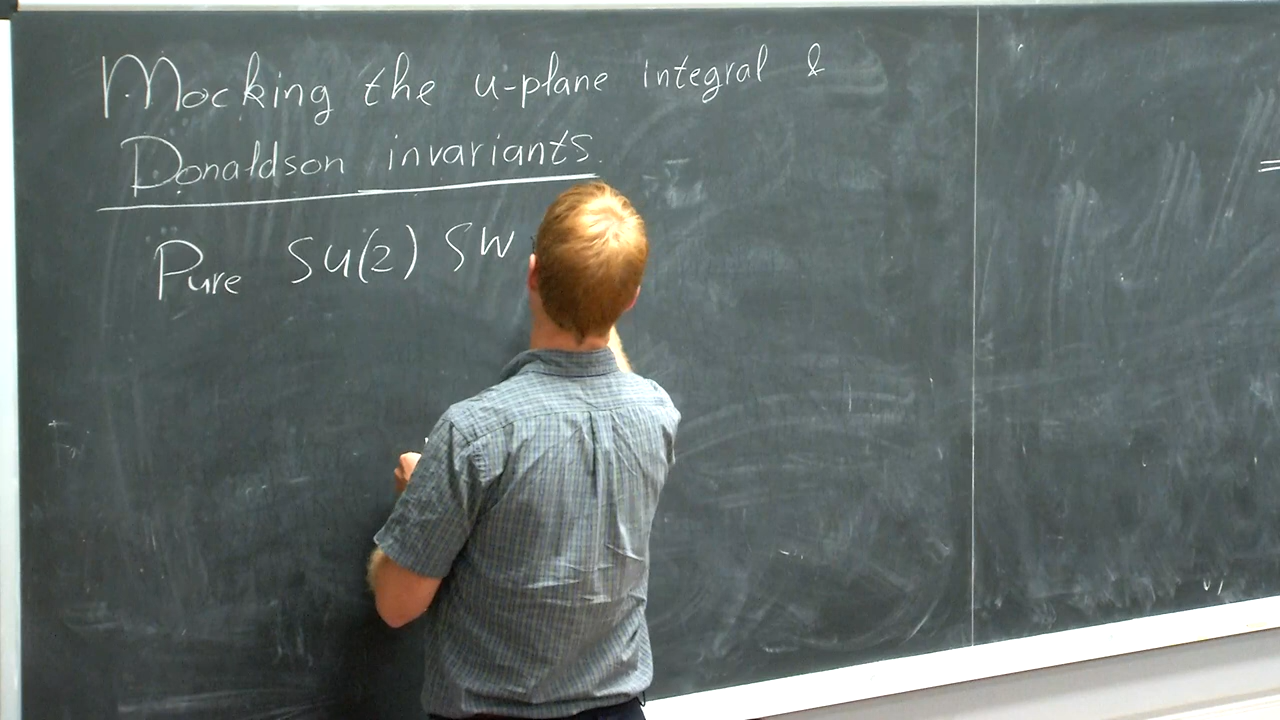 Mocking the u-plane integral &
Donaldson invariants.
Pure SU(2) SW